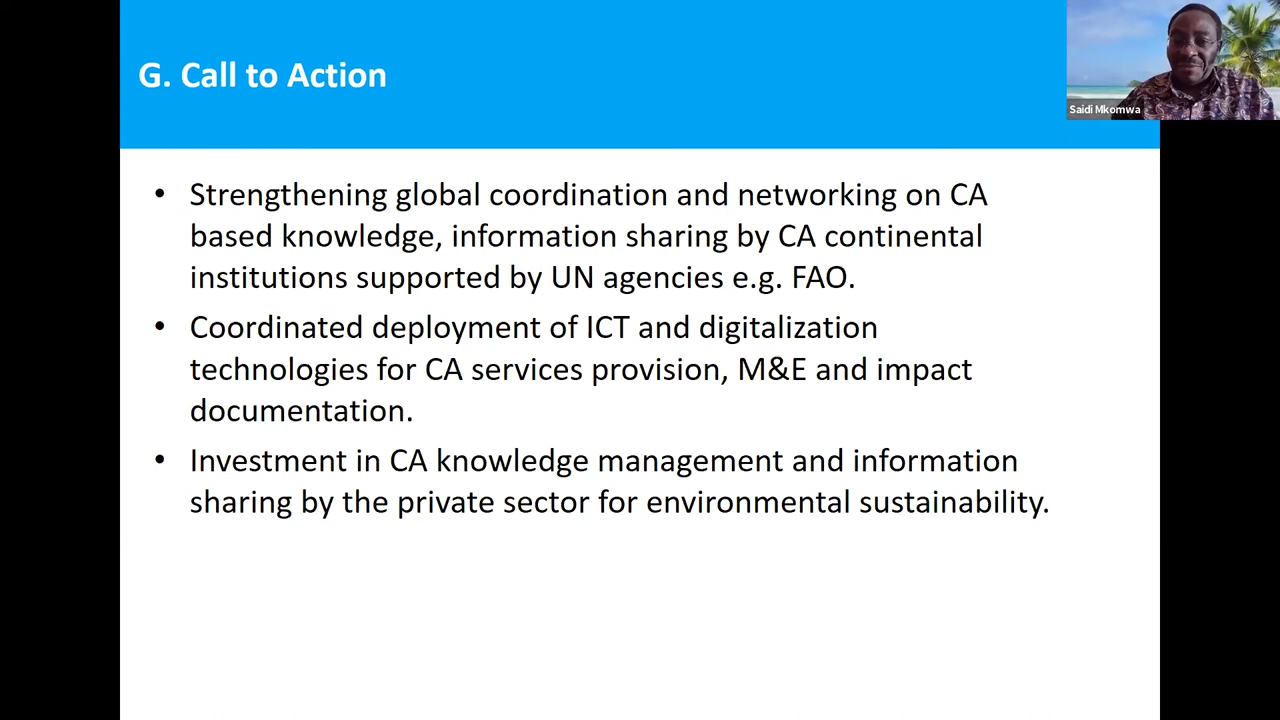 G. Call to Action
Saidi Mkomwa
• Strengthening global coordination and networking on CA
based knowledge, information sharing by CA continental
institutions supported by UN agencies e.g. FAO.
• Coordinated deployment of ICT and digitalization
technologies for CA services provision, M&E and impact
documentation.
• Investment in CA knowledge management and information
sharing by the private sector for environmental sustainability.